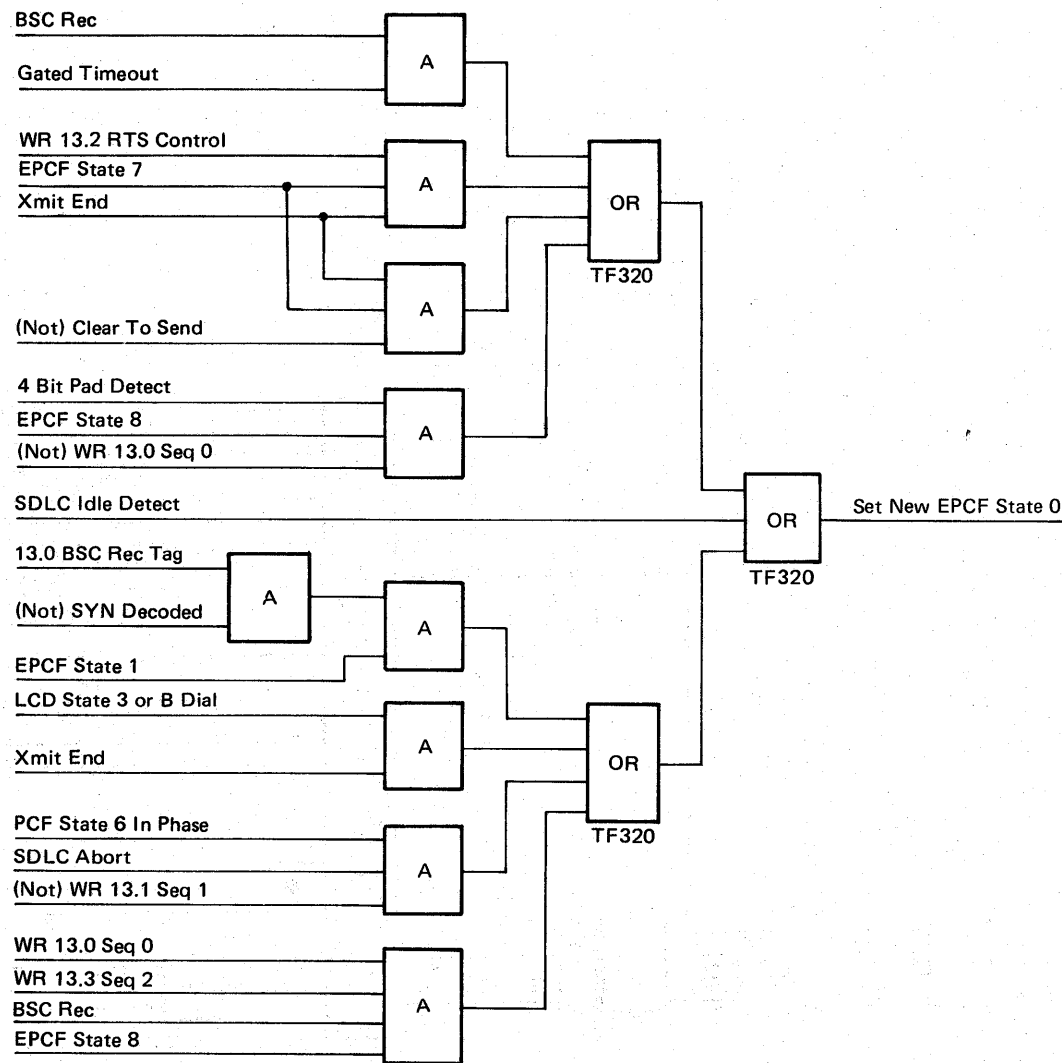 BSC Rec
A
Gated Timeout
WR 13.2 RTS Control
EPCF State 7
A
Xmit End
OR
TF320
A
(Not) Clear To Send
4 Bit Pad Detect
EPCF State 8
A
(Not) WR 13.0 Seq 0
SDLC Idle Detect
OR
Set New EPCF State 0
TF320
13.0 BSC Rec Tag
A
(Not) SYN Decoded
A
EPCF State 1
LCD State 3 or B Dial
A
Xmit End
OR
TF320
PCF State 6 In Phase
SDLC Abort
A
(Not) WR 13.1 Seq 1
WR 13.0 Seq 0
WR 13.3 Seq 2
A
BSC Rec
EPCF State 8